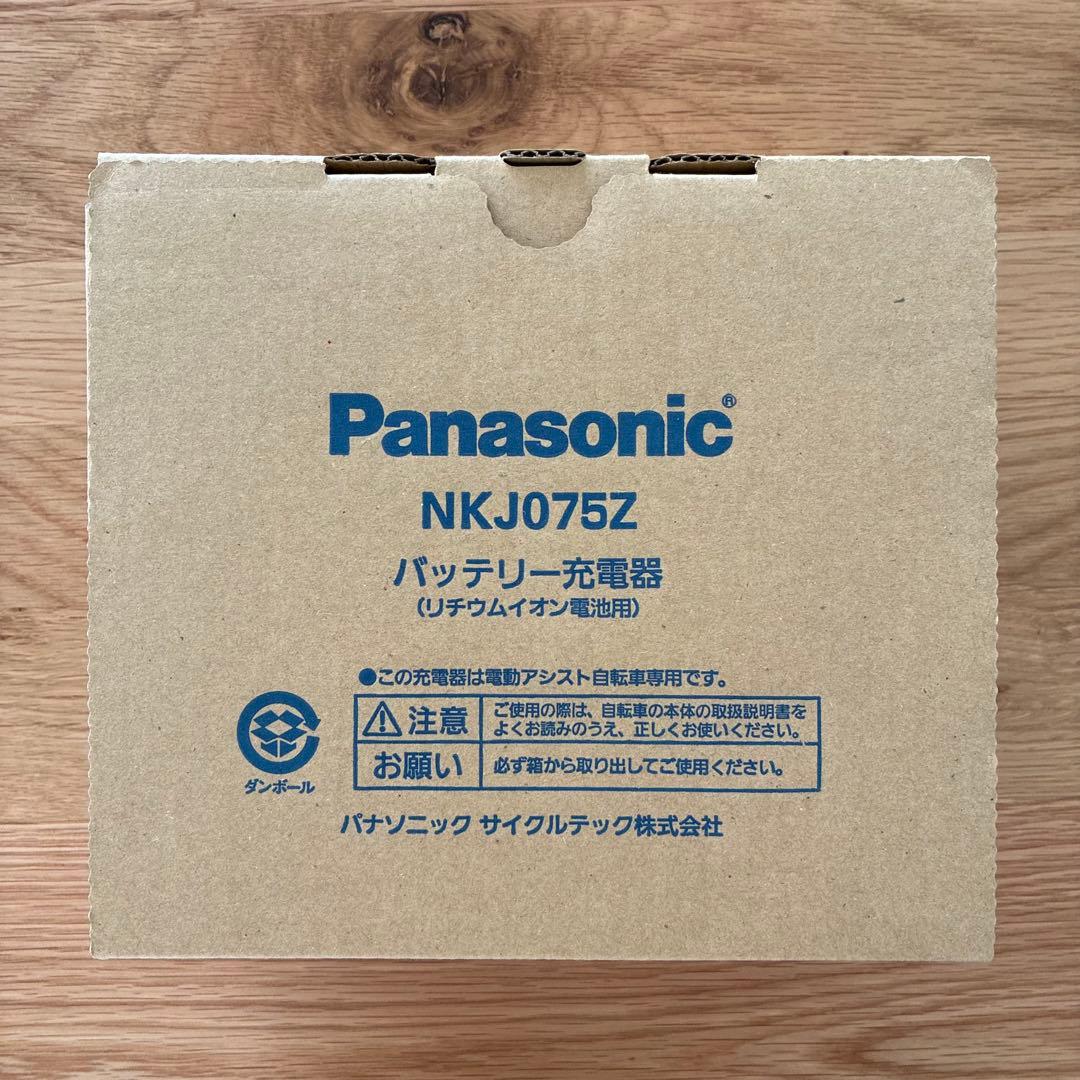 Panasonic®
NKJ075Z
バッテリー充電器
(リチウムイオン電池用)
●この充電器は電動アシスト自転車専用です。
注意
ご使用の際は、自転車の本体の取扱説明書を
よくお読みのうえ、正しくお使いください。
お願い
必ず箱から取り出してご使用ください。
ダンボール
パナソニック サイクルテック株式会社